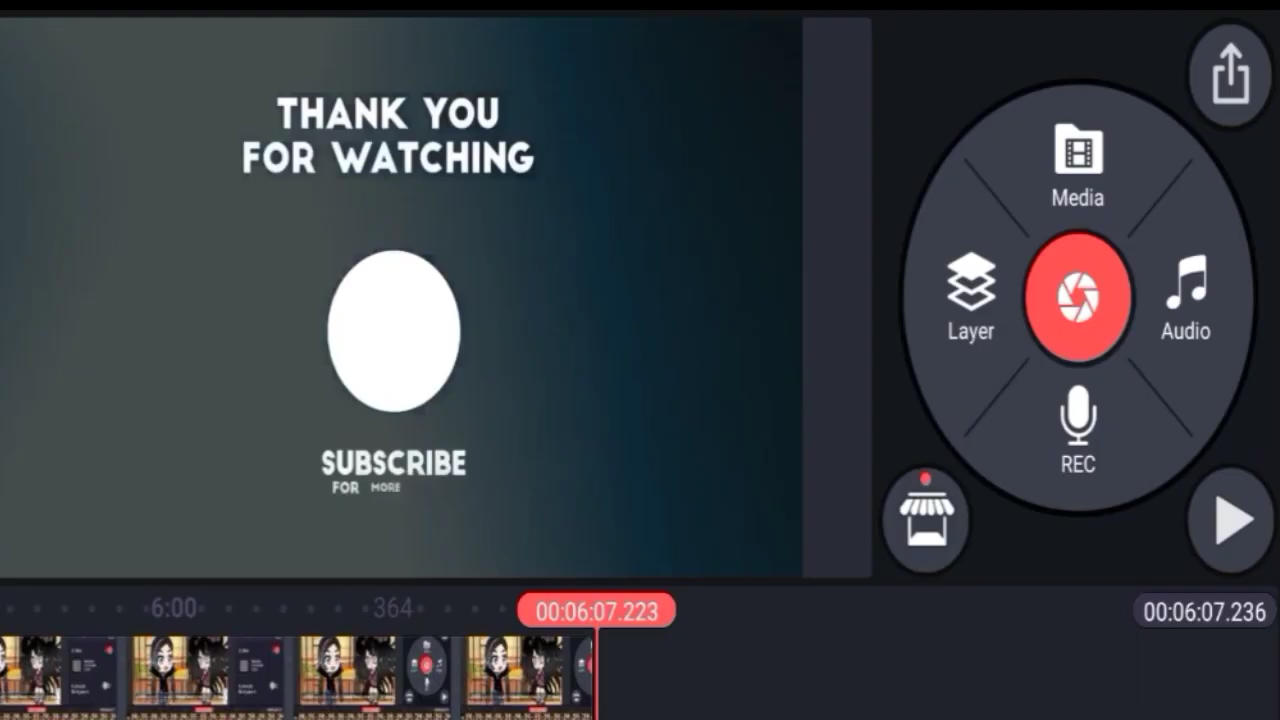 THANK YOU
FOR WATCHING
SUBSCRIBE
FOR MORE
Media
Layer
Audio
REC
6:00
364
00:06:07.223
00:06:07.236